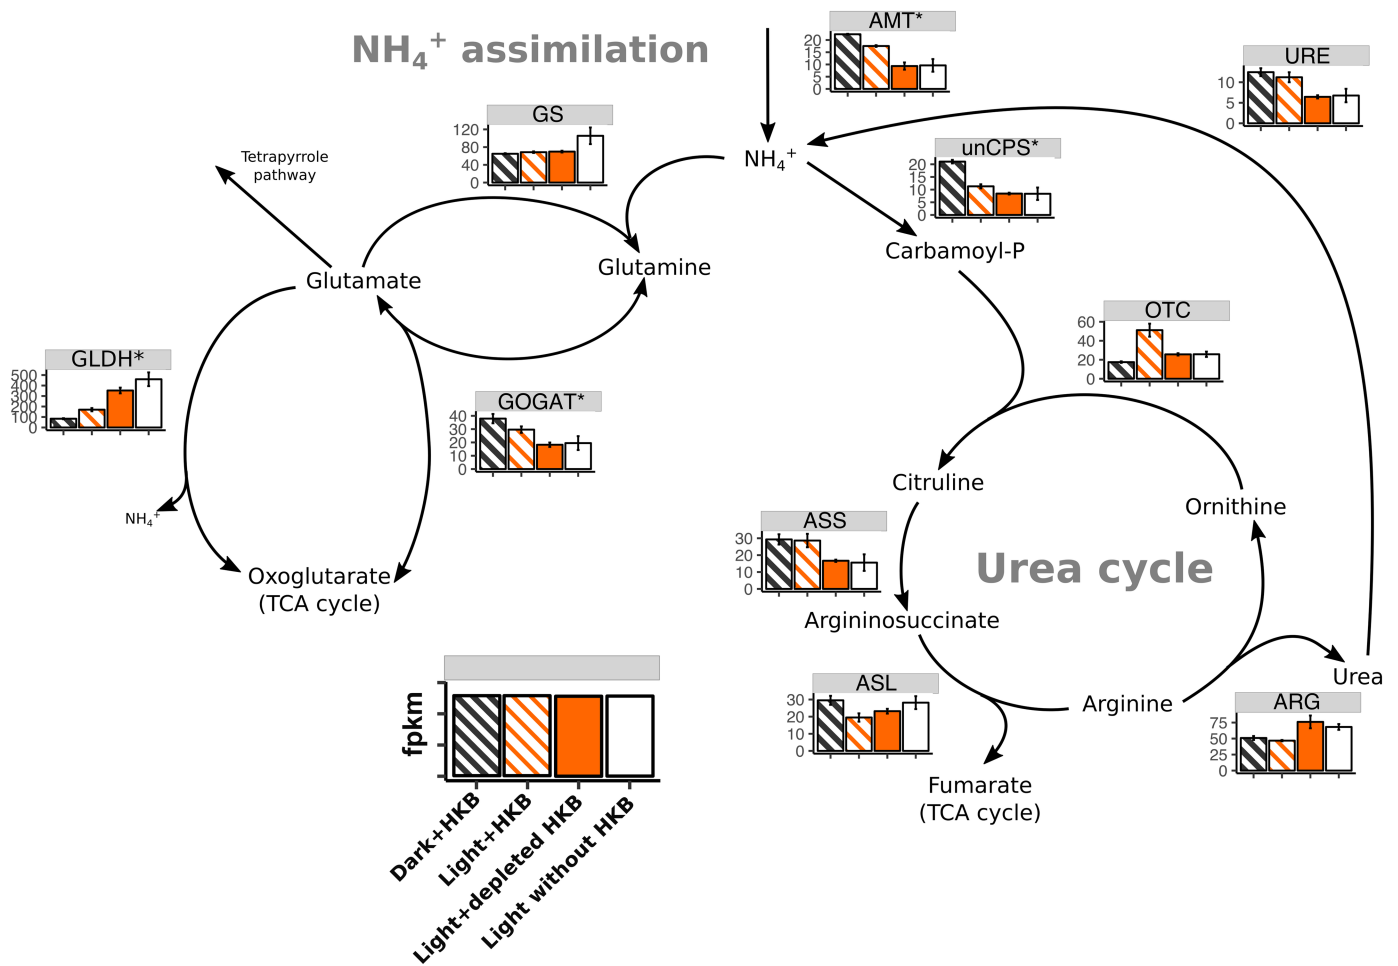 NH4+ assimilation
AMT*
20
15
10
5
0
URE
10
5
0
GS
120
80
40
0
Tetapyrrole
pathway
NH4+
unCPS*
20
15
10
5
0
Carbamoyl-P
Glutamine
Glutamate
OTC
60
40
20
0
GLDH*
500
400
300
200
100
0
GOGAT*
40
30
20
10
0
Citruline
Ornithine
NH4+
ASS
30
20
10
0
Urea cycle
Oxoglutarate
(TCA cycle)
Argininosuccinate
fpkm
Dark+HKB
Light+HKB
Light+depleted HKB
Light without HKB
ASL
30
20
10
0
Arginine
Urea
ARG
75
50
25
0
Fumarate
(TCA cycle)